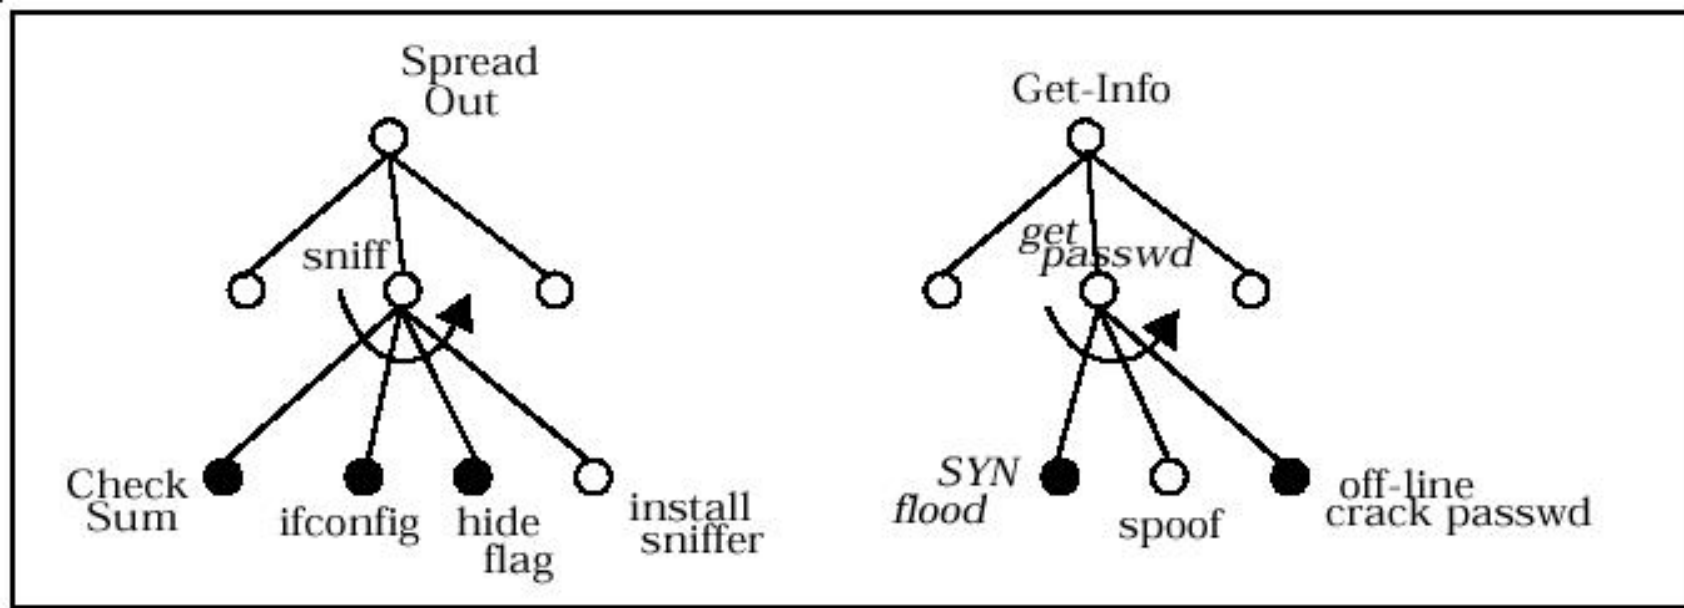 Spread
Out
sniff
Check
Sum
ifconfig
hide
flag
install
sniffer
Get-Info
get
passwd
SYN
flood
spoof
off-line
crack passwd